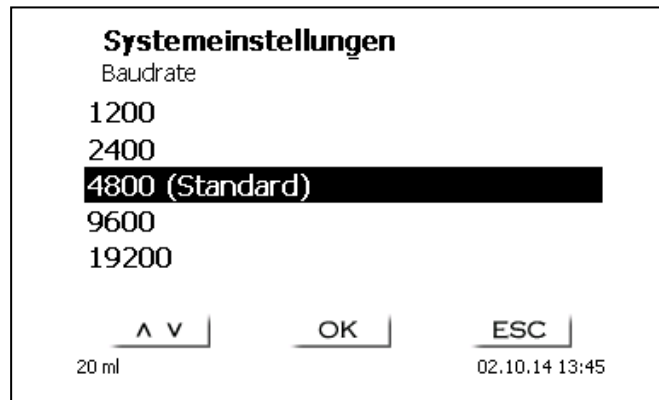 Systemeinstellungen
Baudrate
1200
2400
4800 (Standard)
9600
19200
∧ ∨ OK ESC
20 ml 02.10.14 13:45